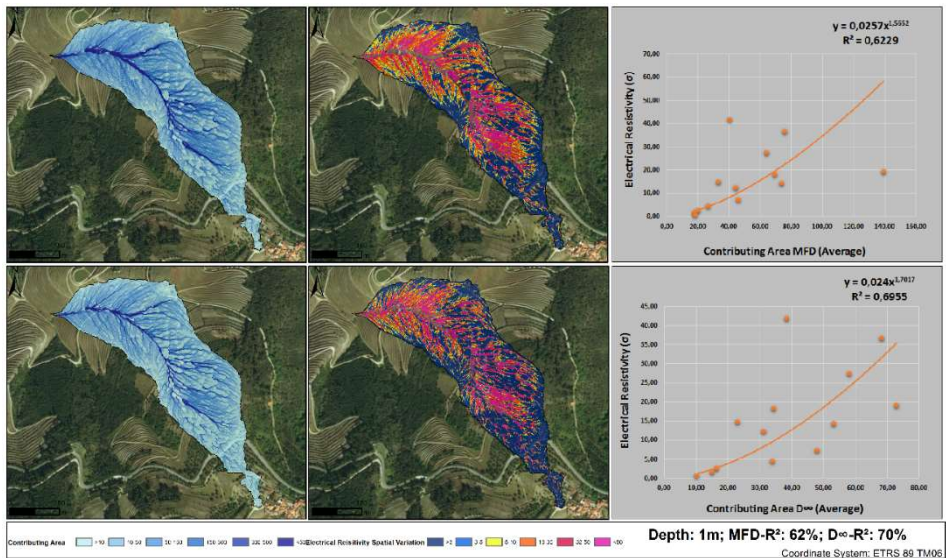 y = 0,0257x^1,5552
R² = 0,6229
Electrical Resistivity (σ)
70,00
60,00
50,00
40,00
30,00
20,00
10,00
0,00
0,00 20,00 40,00 60,00 80,00 100,00 120,00 140,00 160,00
Contributing Area MFD (Average)
y = 0,024x^1,7017
R² = 0,6955
Electrical Resistivity (σ)
45,00
40,00
35,00
30,00
25,00
20,00
15,00
10,00
5,00
0,00
0,00 10,00 20,00 30,00 40,00 50,00 60,00 70,00 80,00
Contributing Area D∞ (Average)
Contributing Area
Electrical Resitivity Spatial Variation
Depth: 1m; MFD-R²: 62%; D∞-R²: 70%
Coordinate System: ETRS 89 TM06